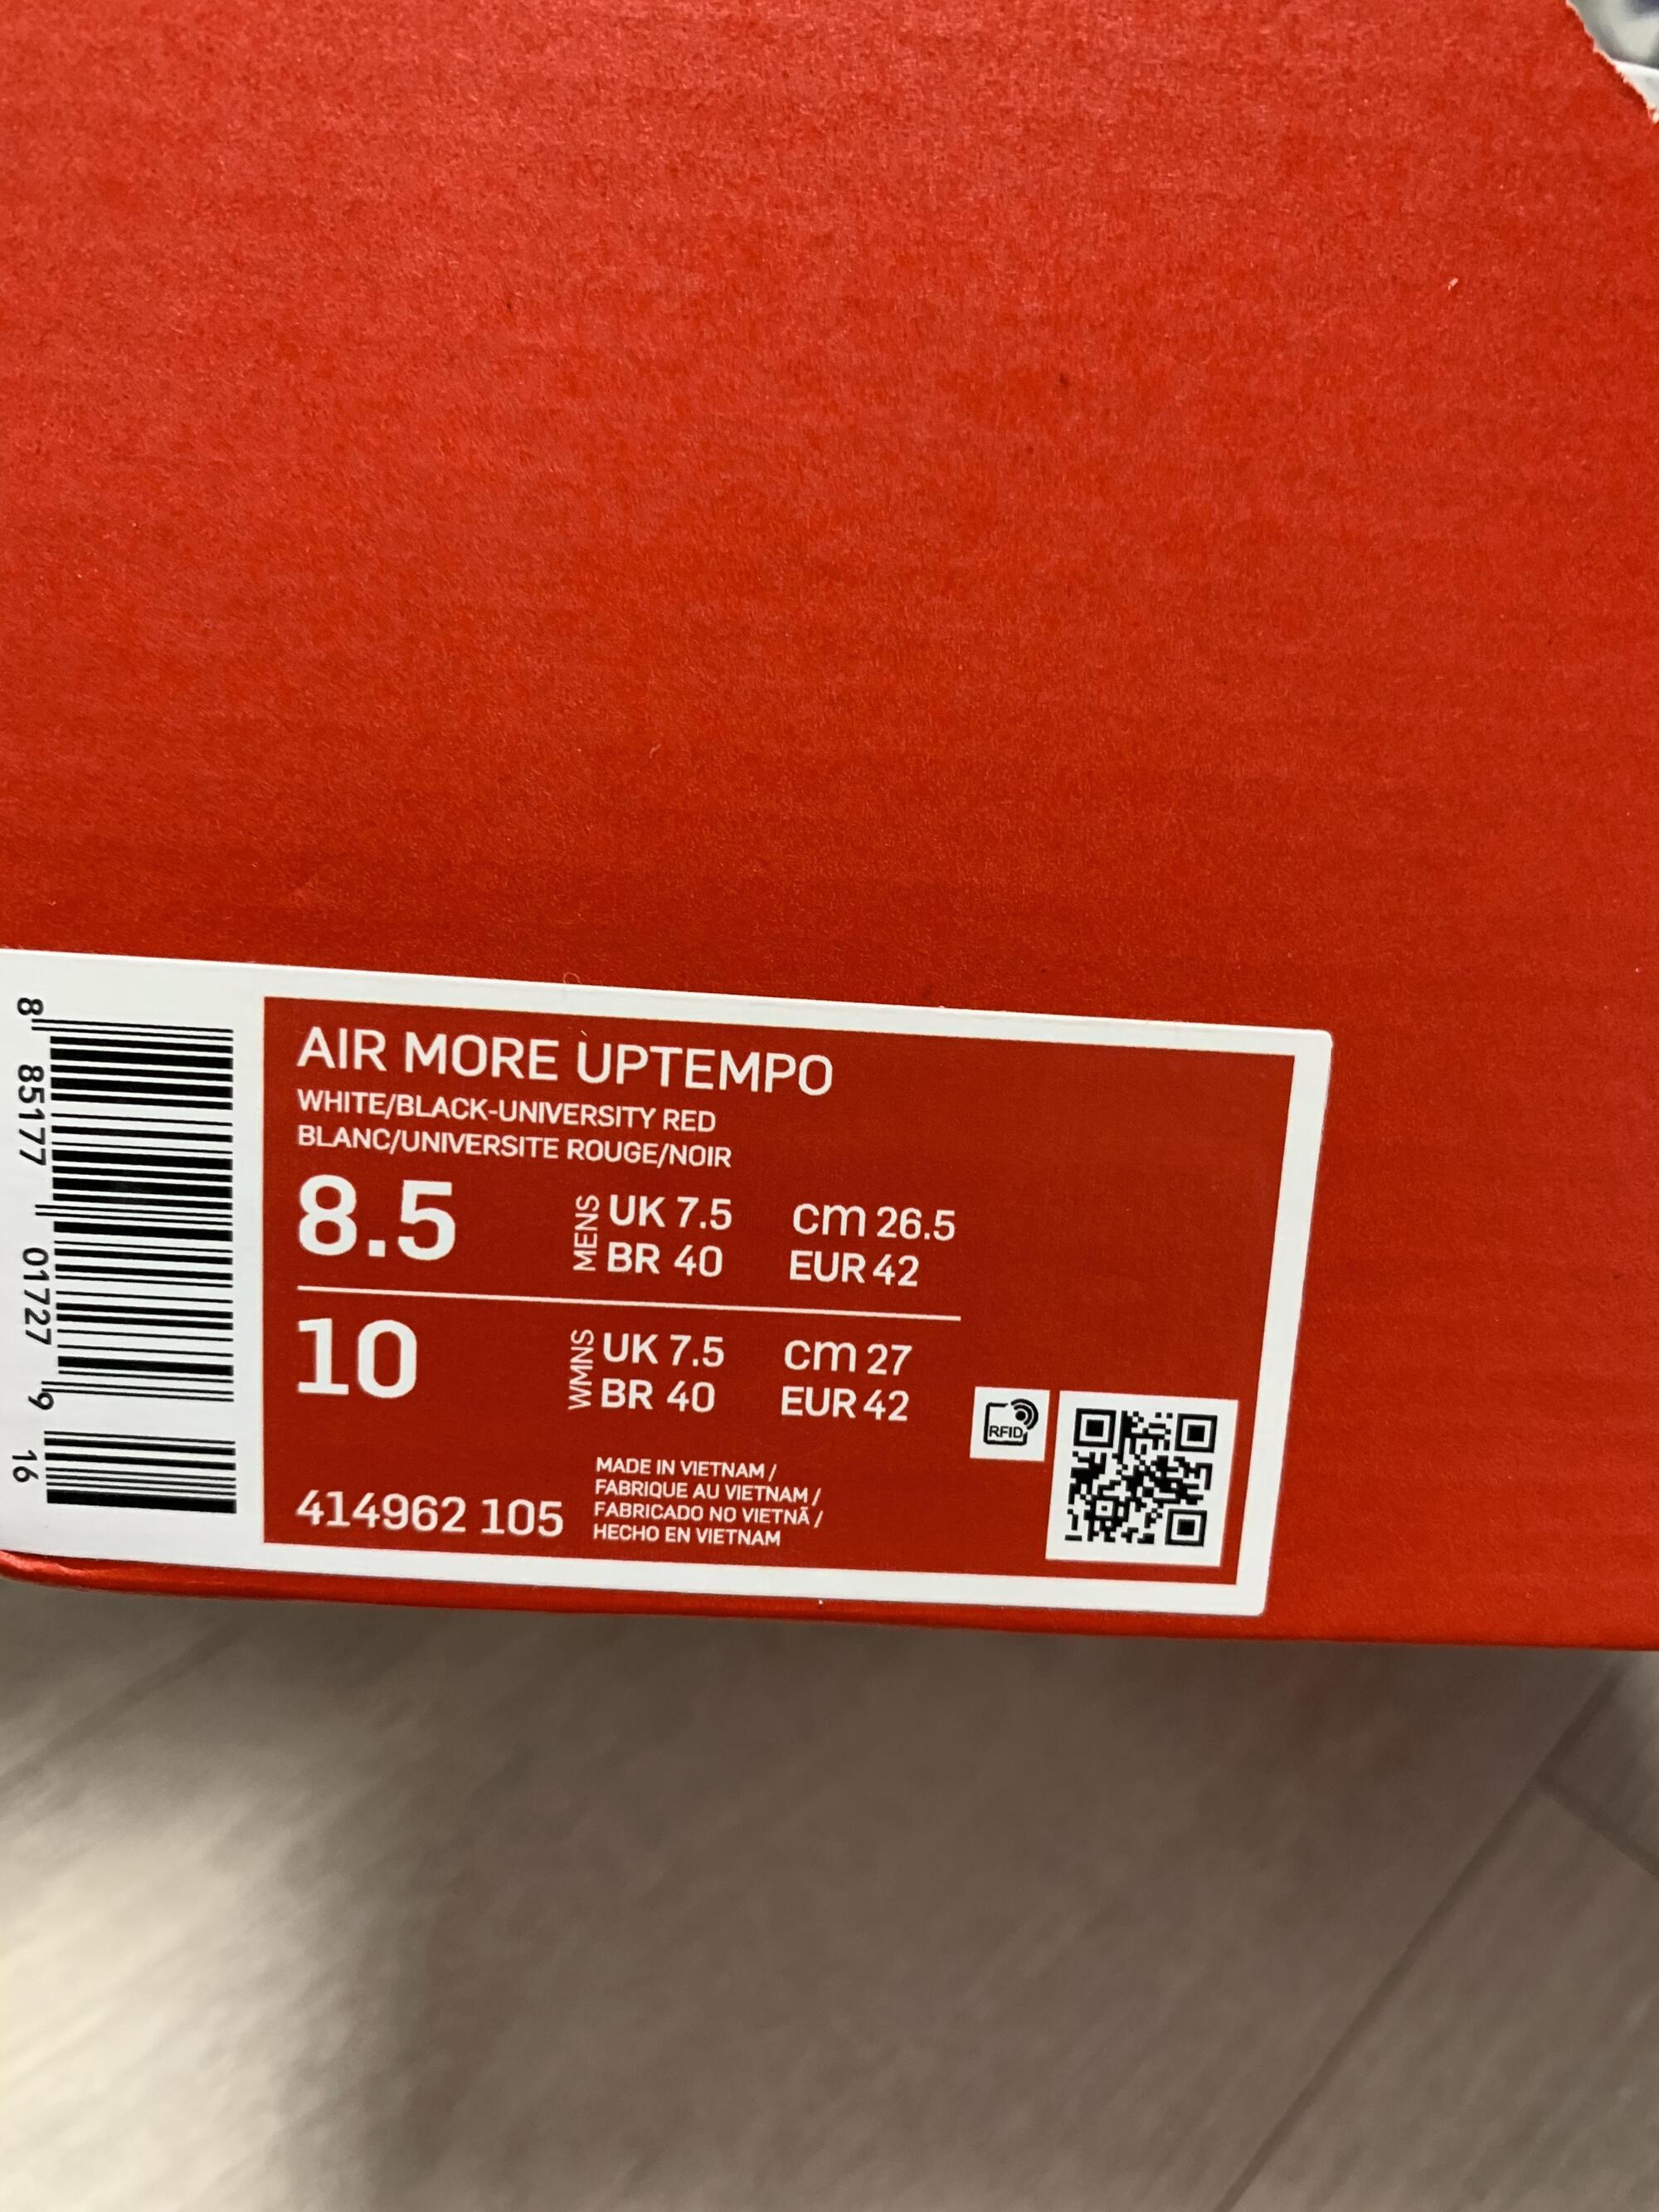 AIR MORE UPTEMPO
WHITE/BLACK-UNIVERSITY RED
BLANC/UNIVERSITE ROUGE/NOIR
8.5 MENS UK 7.5 cm 26.5
BR 40 EUR 42
10 WMNS UK 7.5 cm 27
BR 40 EUR 42
414962 105
MADE IN VIETNAM /
FABRIQUE AU VIETNAM /
FABRICADO NO VIETNÃ /
HECHO EN VIETNAM
RFID
8 85177 01727 9 16